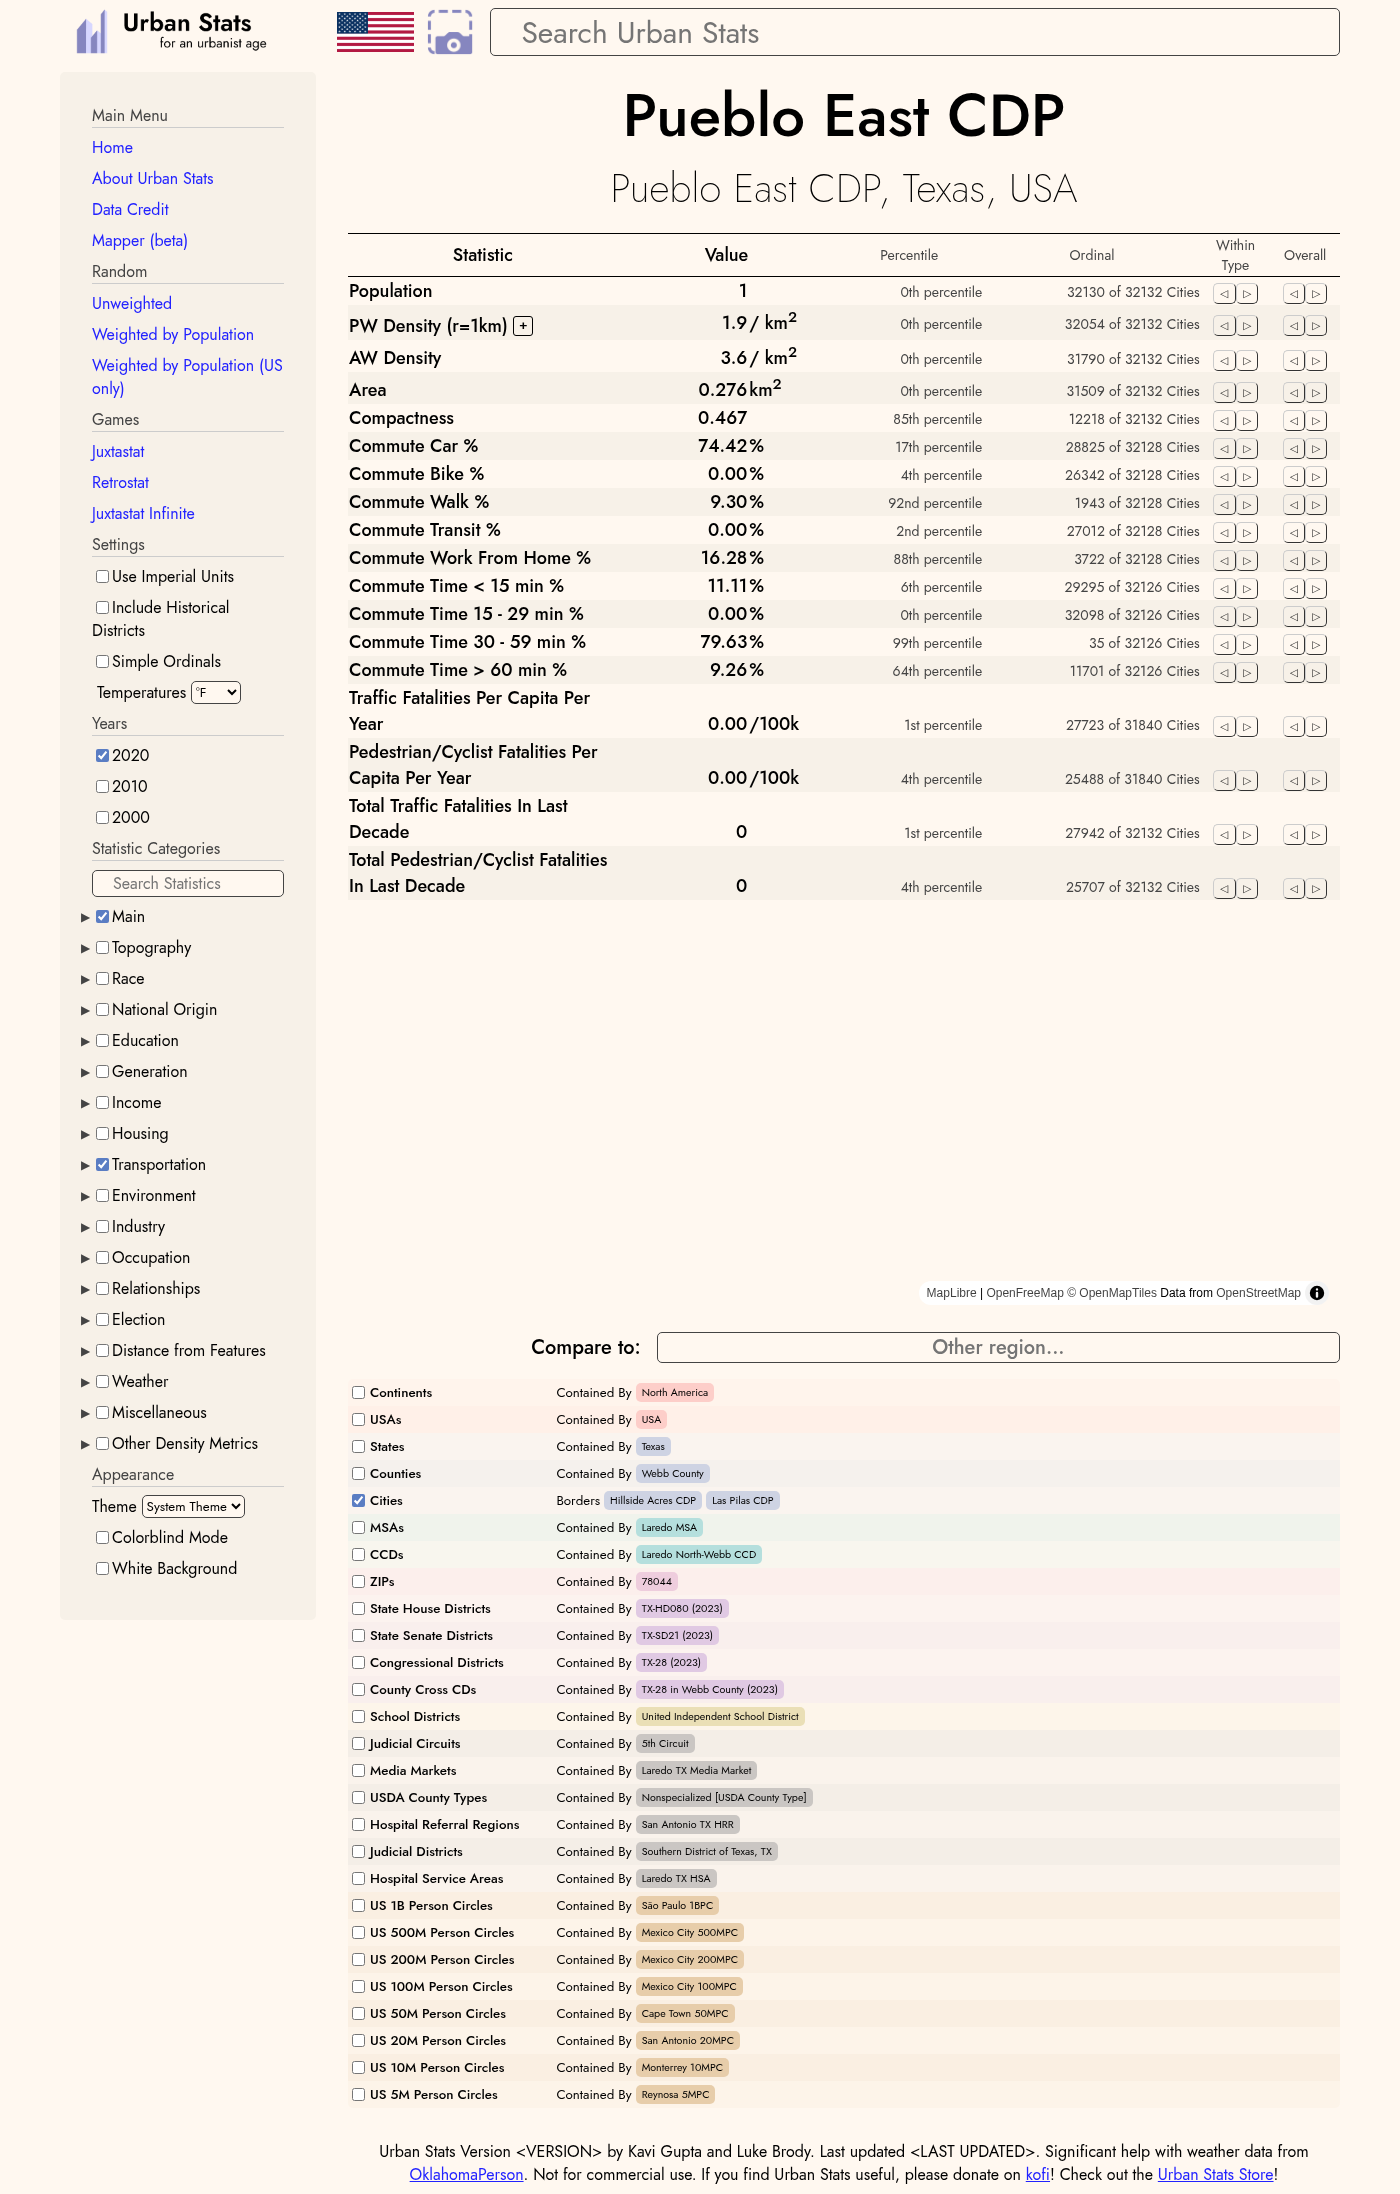 Urban Stats
for an urbanist age
Search Urban Stats
Main Menu
Home
About Urban Stats
Data Credit
Mapper (beta)
Random
Unweighted
Weighted by Population
Weighted by Population (US
only)
Games
Juxtastat
Retrostat
Juxtastat Infinite
Settings
Use Imperial Units
Include Historical
Districts
Simple Ordinals
Temperatures °F
Years
2020
2010
2000
Statistic Categories
Search Statistics
Main
Topography
Race
National Origin
Education
Generation
Income
Housing
Transportation
Environment
Industry
Occupation
Relationships
Election
Distance from Features
Weather
Miscellaneous
Other Density Metrics
Appearance
Theme System Theme
Colorblind Mode
White Background
Pueblo East CDP
Pueblo East CDP, Texas, USA
Statistic Value Percentile Ordinal Within Type Overall
Population 1 0th percentile 32130 of 32132 Cities
PW Density (r=1km) + 1.9 / km² 0th percentile 32054 of 32132 Cities
AW Density 3.6 / km² 0th percentile 31790 of 32132 Cities
Area 0.276 km² 0th percentile 31509 of 32132 Cities
Compactness 0.467 85th percentile 12218 of 32132 Cities
Commute Car % 74.42% 17th percentile 28825 of 32128 Cities
Commute Bike % 0.00% 4th percentile 26342 of 32128 Cities
Commute Walk % 9.30% 92nd percentile 1943 of 32128 Cities
Commute Transit % 0.00% 2nd percentile 27012 of 32128 Cities
Commute Work From Home % 16.28% 88th percentile 3722 of 32128 Cities
Commute Time < 15 min % 11.11% 6th percentile 29295 of 32126 Cities
Commute Time 15 - 29 min % 0.00% 0th percentile 32098 of 32126 Cities
Commute Time 30 - 59 min % 79.63% 99th percentile 35 of 32126 Cities
Commute Time > 60 min % 9.26% 64th percentile 11701 of 32126 Cities
Traffic Fatalities Per Capita Per
Year 0.00 /100k 1st percentile 27723 of 31840 Cities
Pedestrian/Cyclist Fatalities Per
Capita Per Year 0.00 /100k 4th percentile 25488 of 31840 Cities
Total Traffic Fatalities In Last
Decade 0 1st percentile 27942 of 32132 Cities
Total Pedestrian/Cyclist Fatalities
In Last Decade 0 4th percentile 25707 of 32132 Cities
MapLibre | OpenFreeMap © OpenMapTiles Data from OpenStreetMap
Compare to: Other region...
Continents Contained By North America
USAs Contained By USA
States Contained By Texas
Counties Contained By Webb County
Cities Borders Hillside Acres CDP Las Pilas CDP
MSAs Contained By Laredo MSA
CCDs Contained By Laredo North-Webb CCD
ZIPs Contained By 78044
State House Districts Contained By TX-HD080 (2023)
State Senate Districts Contained By TX-SD21 (2023)
Congressional Districts Contained By TX-28 (2023)
County Cross CDs Contained By TX-28 in Webb County (2023)
School Districts Contained By United Independent School District
Judicial Circuits Contained By 5th Circuit
Media Markets Contained By Laredo TX Media Market
USDA County Types Contained By Nonspecialized [USDA County Type]
Hospital Referral Regions Contained By San Antonio TX HRR
Judicial Districts Contained By Southern District of Texas, TX
Hospital Service Areas Contained By Laredo TX HSA
US 1B Person Circles Contained By São Paulo 1BPC
US 500M Person Circles Contained By Mexico City 500MPC
US 200M Person Circles Contained By Mexico City 200MPC
US 100M Person Circles Contained By Mexico City 100MPC
US 50M Person Circles Contained By Cape Town 50MPC
US 20M Person Circles Contained By San Antonio 20MPC
US 10M Person Circles Contained By Monterrey 10MPC
US 5M Person Circles Contained By Reynosa 5MPC
Urban Stats Version <VERSION> by Kavi Gupta and Luke Brody. Last updated <LAST UPDATED>. Significant help with weather data from
OklahomaPerson. Not for commercial use. If you find Urban Stats useful, please donate on kofi! Check out the Urban Stats Store!